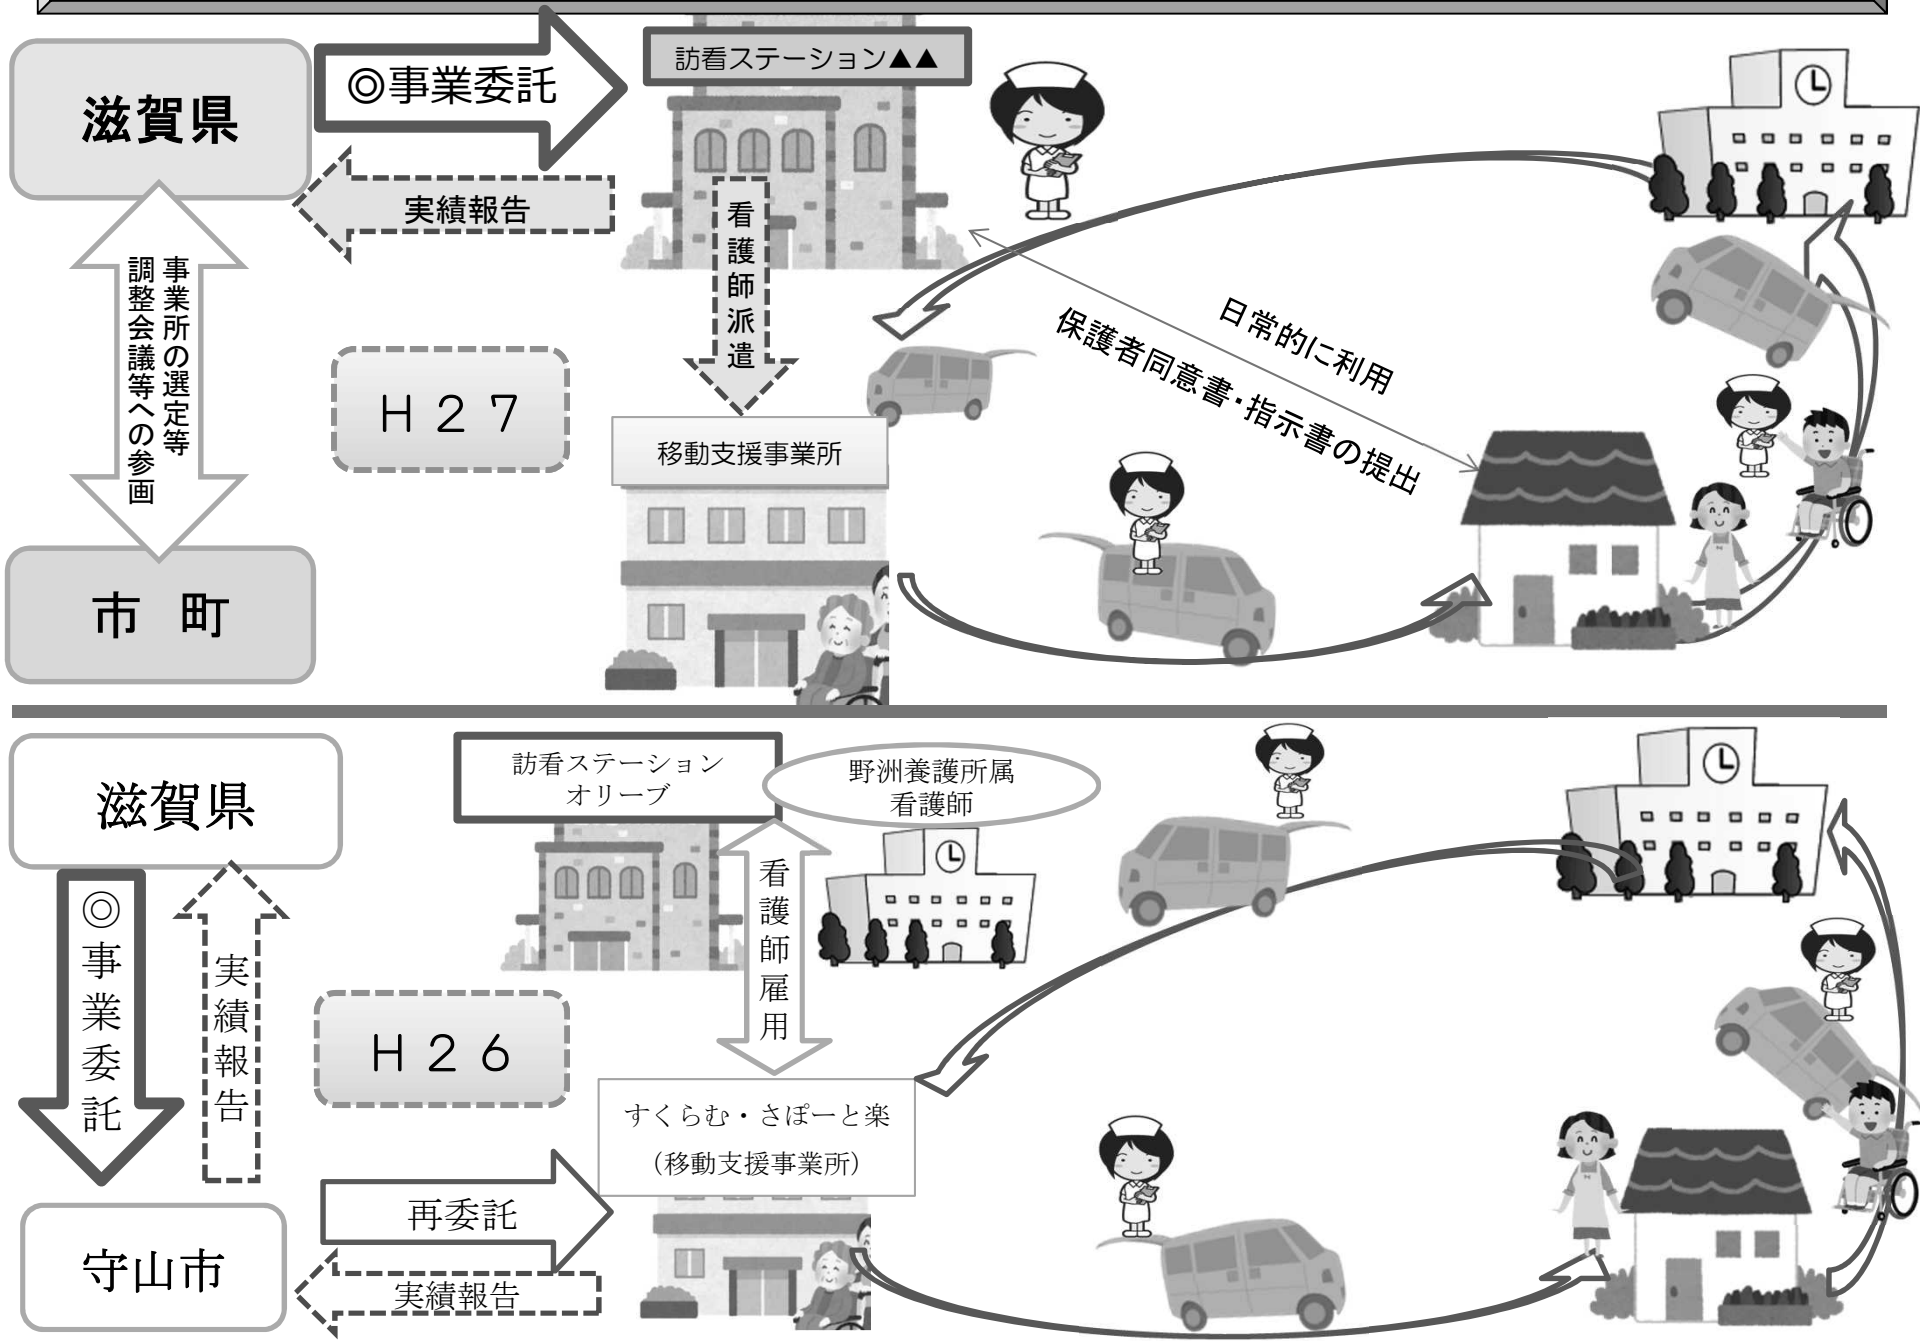 滋賀県
◎事業委託
訪看ステーション▲▲
実績報告
看護師派遣
事業所の選定等
調整会議等への参画
H27
移動支援事業所
日常的に利用
保護者同意書・指示書の提出
市 町
滋賀県
訪看ステーション
オリーブ
野洲養護所属
看護師
看護師雇用
◎事業委託
実績報告
H26
すくらむ・さぽーと楽
(移動支援事業所)
再委託
守山市
実績報告